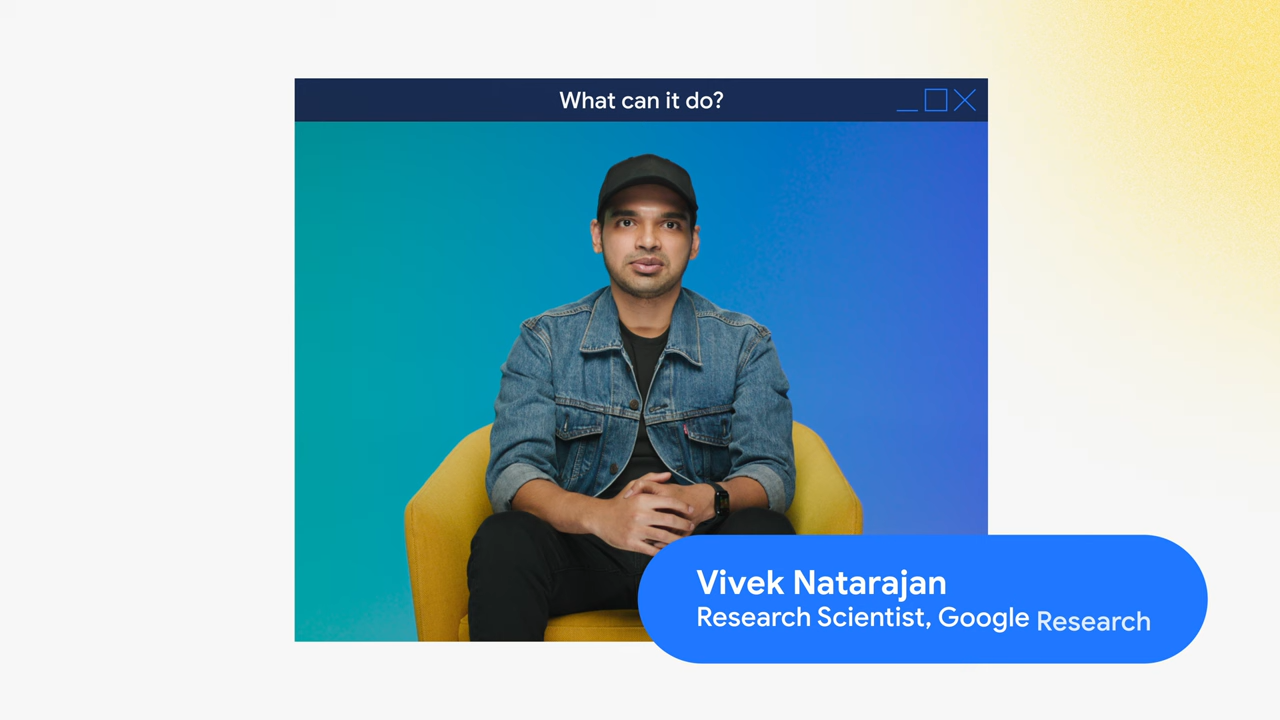 What can it do?
Vivek Natarajan
Research Scientist, Google Research